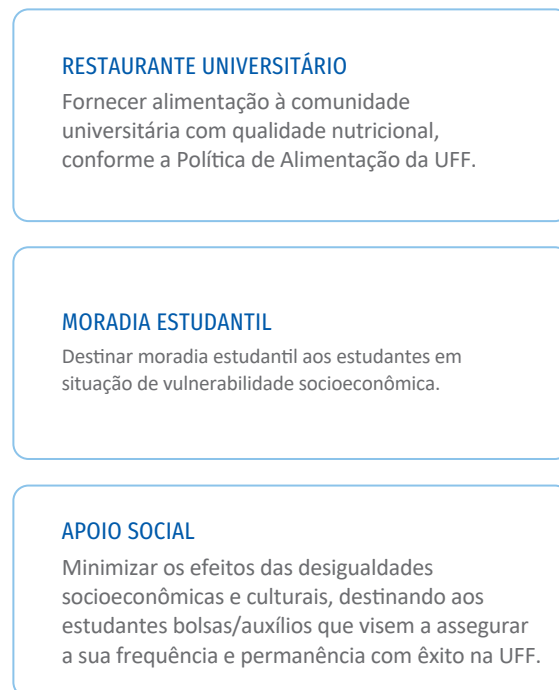 RESTAURANTE UNIVERSITÁRIO
Fornecer alimentação à comunidade
universitária com qualidade nutricional,
conforme a Política de Alimentação da UFF.
MORADIA ESTUDANTIL
Destinar moradia estudantil aos estudantes em
situação de vulnerabilidade socioeconômica.
APOIO SOCIAL
Minimizar os efeitos das desigualdades
socioeconômicas e culturais, destinando aos
estudantes bolsas/auxílios que visem a assegurar
a sua frequência e permanência com êxito na UFF.